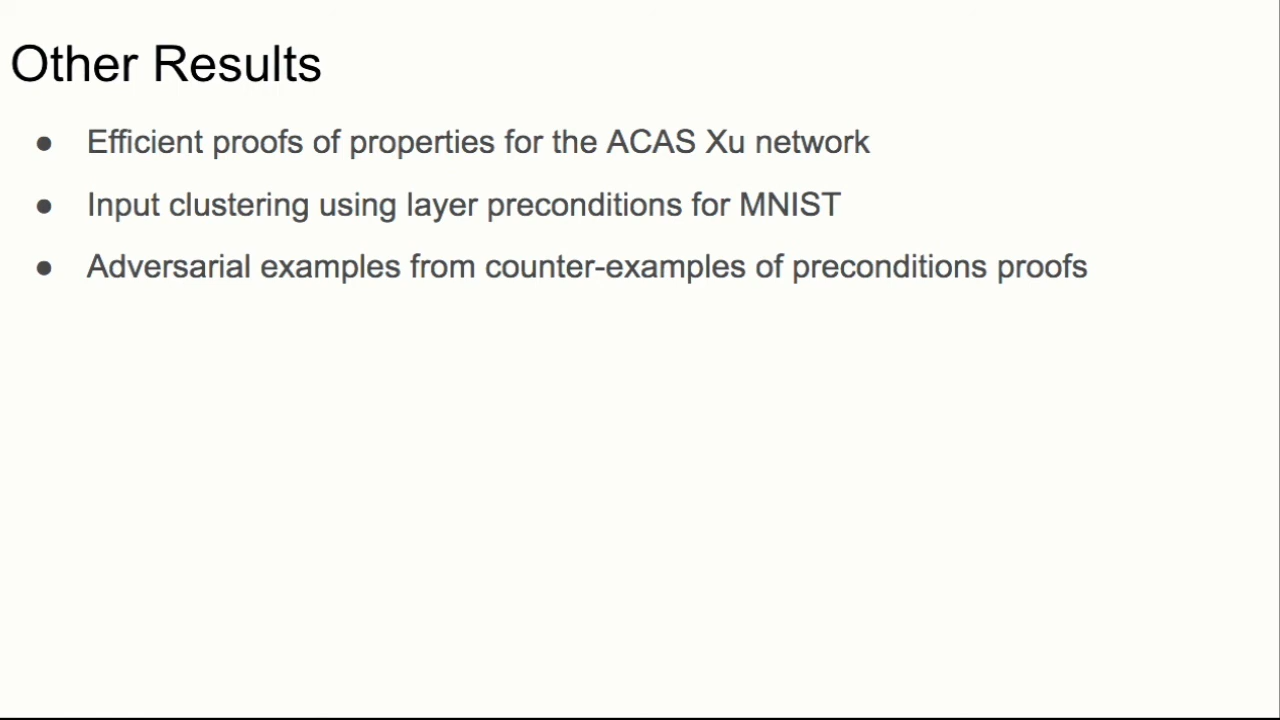 Other Results
● Efficient proofs of properties for the ACAS Xu network
● Input clustering using layer preconditions for MNIST
● Adversarial examples from counter-examples of preconditions proofs